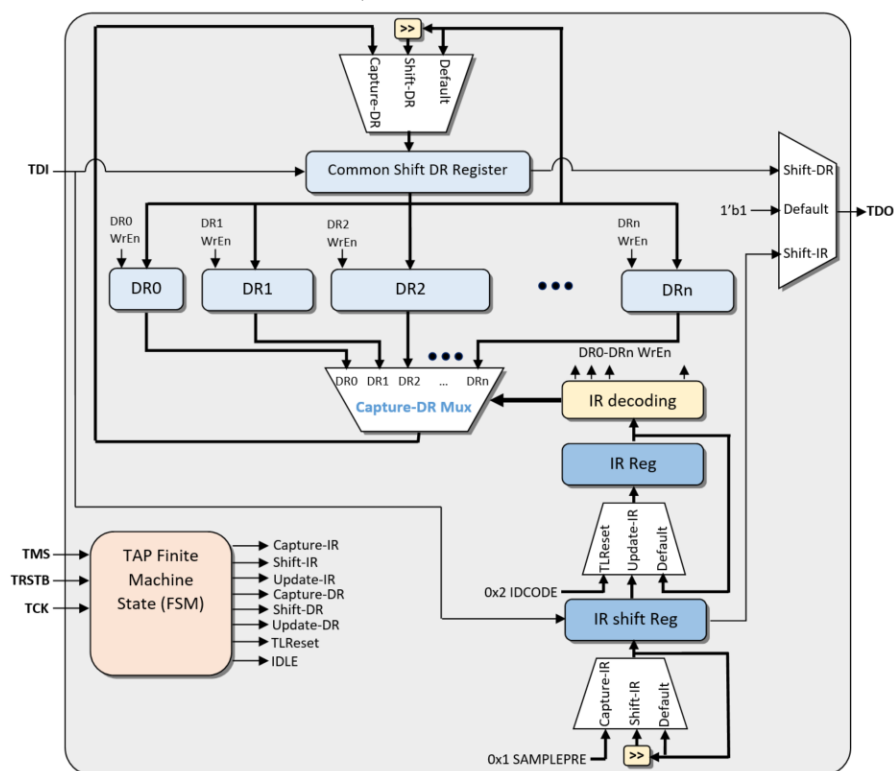 >>
Capture-DR
Shift-DR
Default
TDI
Common Shift DR Register
Shift-DR
1'b1
Default
TDO
Shift-IR
DR0
WrEn
DR1
WrEn
DR2
WrEn
DRn
WrEn
DR0
DR1
DR2
DRn
DR0-DRn WrEn
DR0 DR1 DR2 ... DRn
Capture-DR Mux
IR decoding
IR Reg
TLReset
Update-IR
Default
0x2 IDCODE
IR shift Reg
TMS
TRSTB
TCK
TAP Finite
Machine
State (FSM)
Capture-IR
Shift-IR
Update-IR
Capture-DR
Shift-DR
Update-DR
TLReset
IDLE
Capture-IR
Shift-IR
Default
0x1 SAMPLEPRE
>>